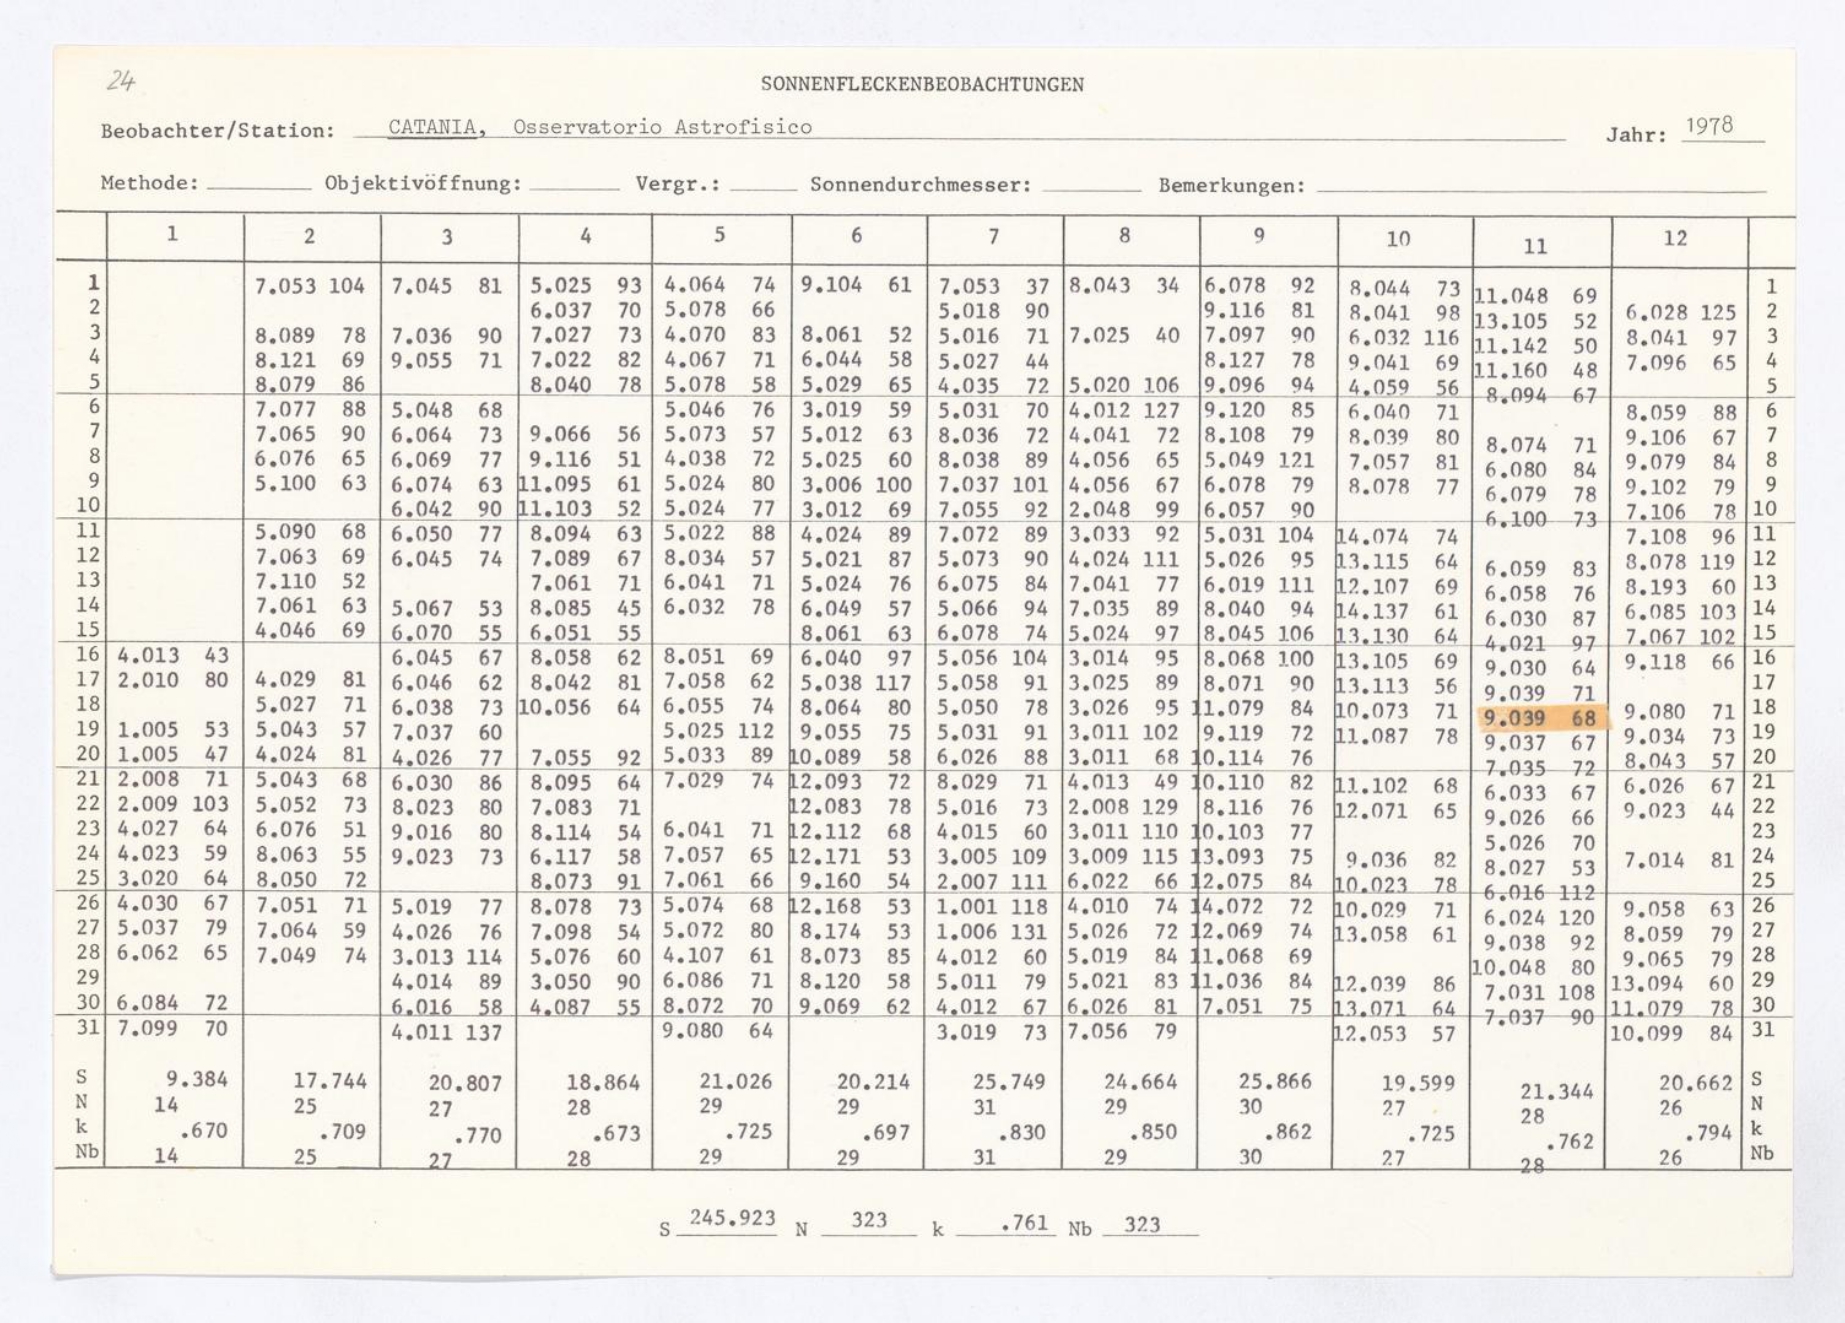 24
SONNENFLECKENBEOBACHTUNGEN
Beobachter/Station: CATANIA, Osservatorio Astrofisico Jahr: 1978
Methode: Objektivöffnung: Vergr.: Sonnendurchmesser: Bemerkungen:
1 2 3 4 5 6 7 8 9 10 11 12
1 7.053 104 7.045 81 5.025 93 4.064 74 9.104 61 7.053 37 8.043 34 6.078 92 8.044 73 11.048 69 1
2 6.037 70 5.078 66 5.018 90 9.116 81 8.041 98 13.105 52 6.028 125 2
3 8.089 78 7.036 90 7.027 73 4.070 83 8.061 52 5.016 71 7.025 40 7.097 90 6.032 116 11.142 50 8.041 97 3
4 8.121 69 9.055 71 7.022 82 4.067 71 6.044 58 5.027 44 8.127 78 9.041 69 11.160 48 7.096 65 4
5 8.079 86 8.040 78 5.078 58 5.029 65 4.035 72 5.020 106 9.096 94 4.059 56 8.094 67 5
6 7.077 88 5.048 68 5.046 76 3.019 59 5.031 70 4.012 127 9.120 85 6.040 71 8.059 88 6
7 7.065 90 6.064 73 9.066 56 5.073 57 5.012 63 8.036 72 4.041 72 8.108 79 8.039 80 8.074 71 9.106 67 7
8 6.076 65 6.069 77 9.116 51 4.038 72 5.025 60 8.038 89 4.056 65 5.049 121 7.057 81 6.080 84 9.079 84 8
9 5.100 63 6.074 63 11.095 61 5.024 80 3.006 100 7.037 101 4.056 67 6.078 79 8.078 77 6.079 78 9.102 79 9
10 6.042 90 11.103 52 5.024 77 3.012 69 7.055 92 2.048 99 6.057 90 6.100 73 7.106 78 10
11 5.090 68 6.050 77 8.094 63 5.022 88 4.024 89 7.072 89 3.033 92 5.031 104 14.074 74 7.108 96 11
12 7.063 69 6.045 74 7.089 67 8.034 57 5.021 87 5.073 90 4.024 111 5.026 95 13.115 64 6.059 83 8.078 119 12
13 7.110 52 7.061 71 6.041 71 5.024 76 6.075 84 7.041 77 6.019 111 12.107 69 6.058 76 8.193 60 13
14 7.061 63 5.067 53 8.085 45 6.032 78 6.049 57 5.066 94 7.035 89 8.040 94 14.137 61 6.030 87 6.085 103 14
15 4.046 69 6.070 55 6.051 55 8.061 63 6.078 74 5.024 97 8.045 106 13.130 64 4.021 97 7.067 102 15
16 4.013 43 6.045 67 8.058 62 8.051 69 6.040 97 5.056 104 3.014 95 8.068 100 13.105 69 9.030 64 9.118 66 16
17 2.010 80 4.029 81 6.046 62 8.042 81 7.058 62 5.038 117 5.058 91 3.025 89 8.071 90 13.113 56 9.039 71 17
18 5.027 71 6.038 73 10.056 64 6.055 74 8.064 80 5.050 78 3.026 95 11.079 84 10.073 71 9.039 68 9.080 71 18
19 1.005 53 5.043 57 7.037 60 5.025 112 9.055 75 5.031 91 3.011 102 9.119 72 11.087 78 9.037 67 9.034 73 19
20 1.005 47 4.024 81 4.026 77 7.055 92 5.033 89 10.089 58 6.026 88 3.011 68 10.114 76 7.035 72 8.043 57 20
21 2.008 71 5.043 68 6.030 86 8.095 64 7.029 74 12.093 72 8.029 71 4.013 49 10.110 82 11.102 68 6.033 67 6.026 67 21
22 2.009 103 5.052 73 8.023 80 7.083 71 12.083 78 5.016 73 2.008 129 8.116 76 12.071 65 9.026 66 9.023 44 22
23 4.027 64 6.076 51 9.016 80 8.114 54 6.041 71 12.112 68 4.015 60 3.011 110 10.103 77 5.026 70 23
24 4.023 59 8.063 55 9.023 73 6.117 58 7.057 65 12.171 53 3.005 109 3.009 115 13.093 75 9.036 82 8.027 53 7.014 81 24
25 3.020 64 8.050 72 8.073 91 7.061 66 9.160 54 2.007 111 6.022 66 12.075 84 10.023 78 6.016 112 25
26 4.030 67 7.051 71 5.019 77 8.078 73 5.074 68 12.168 53 1.001 118 4.010 74 14.072 72 10.029 71 6.024 120 9.058 63 26
27 5.037 79 7.064 59 4.026 76 7.098 54 5.072 80 8.174 53 1.006 131 5.026 72 12.069 74 13.058 61 9.038 92 8.059 79 27
28 6.062 65 7.049 74 3.013 114 5.076 60 4.107 61 8.073 85 4.012 60 5.019 84 11.068 69 10.048 80 9.065 79 28
29 4.014 89 3.050 90 6.086 71 8.120 58 5.011 79 5.021 83 11.036 84 12.039 86 7.031 108 13.094 60 29
30 6.084 72 6.016 58 4.087 55 8.072 70 9.069 62 4.012 67 6.026 81 7.051 75 13.071 64 7.037 90 11.079 78 30
31 7.099 70 4.011 137 9.080 64 3.019 73 7.056 79 12.053 57 10.099 84 31
S 9.384 17.744 20.807 18.864 21.026 20.214 25.749 24.664 25.866 19.599 21.344 20.662 S
N 14 25 27 28 29 29 31 29 30 27 28 26 N
k .670 .709 .770 .673 .725 .697 .830 .850 .862 .725 .762 .794 k
Nb 14 25 27 28 29 29 31 29 30 27 28 26 Nb
S 245.923 N 323 k .761 Nb 323